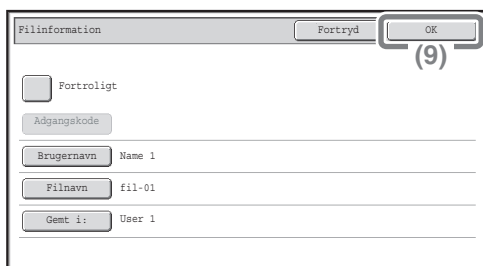 Filinformation Fortryd OK
(9)
Fortroligt
Adgangskode
Brugernavn Name 1
Filnavn fil-01
Gemt i: User 1